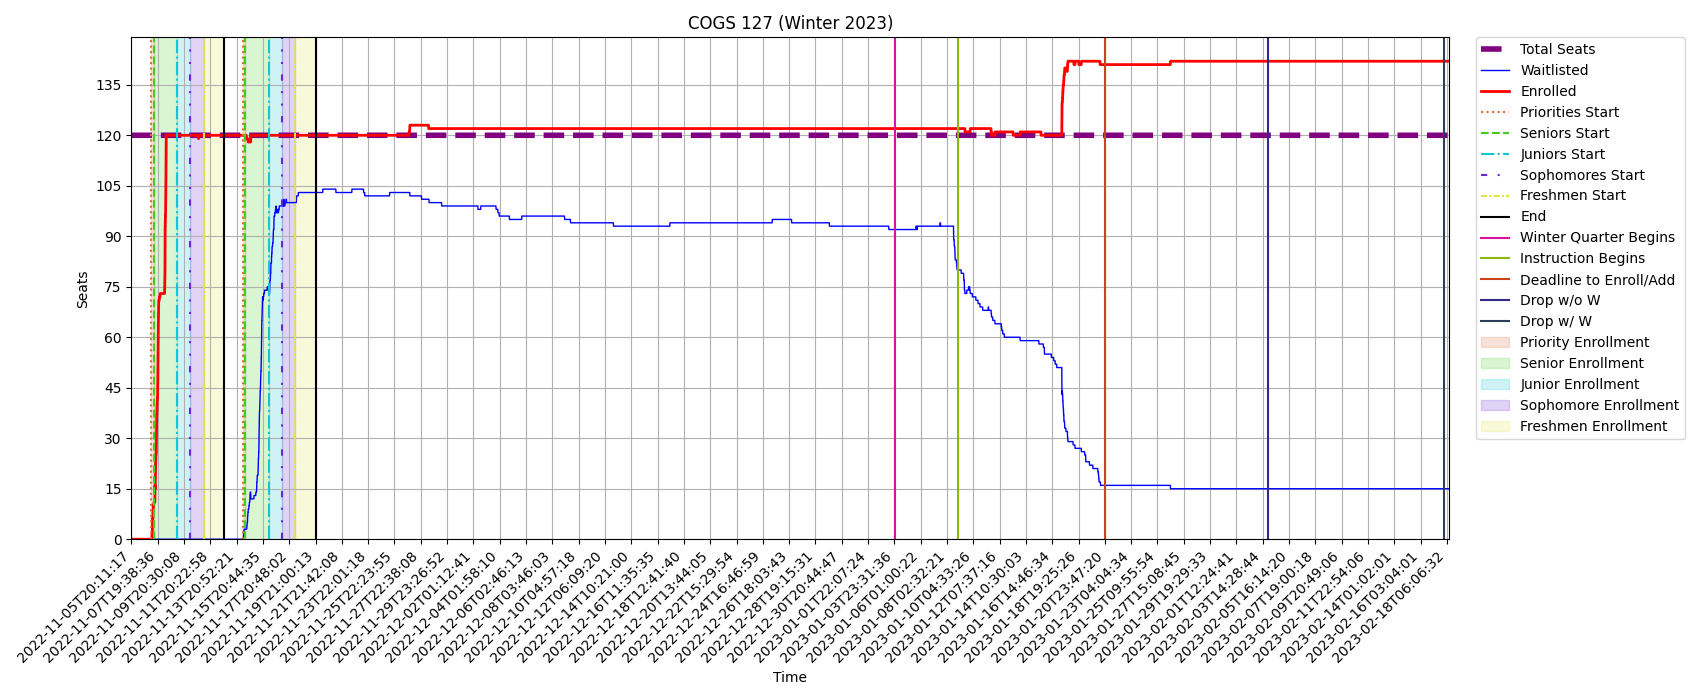 COGS 127 (Winter 2023)
Seats
135
120
105
90
75
60
45
30
15
0
2022-11-05T20:11:17
2022-11-07T19:38:36
2022-11-09T20:30:08
2022-11-11T20:22:58
2022-11-13T20:52:21
2022-11-15T20:44:35
2022-11-17T20:48:02
2022-11-19T21:00:13
2022-11-21T21:42:08
2022-11-23T22:01:18
2022-11-25T22:23:55
2022-11-27T22:38:08
2022-11-29T23:26:52
2022-12-02T01:12:41
2022-12-04T01:58:10
2022-12-06T02:46:13
2022-12-08T03:46:03
2022-12-10T04:57:18
2022-12-12T06:09:20
2022-12-14T10:21:00
2022-12-16T11:35:35
2022-12-18T12:41:40
2022-12-20T13:44:05
2022-12-22T15:29:54
2022-12-24T16:46:59
2022-12-26T18:03:43
2022-12-28T19:15:31
2022-12-30T20:44:47
2023-01-01T22:07:24
2023-01-03T23:31:36
2023-01-06T01:00:22
2023-01-08T02:32:21
2023-01-10T04:33:26
2023-01-12T07:37:16
2023-01-14T10:30:03
2023-01-16T14:46:34
2023-01-18T19:25:26
2023-01-20T23:47:20
2023-01-23T04:04:34
2023-01-25T09:55:54
2023-01-27T15:08:45
2023-01-29T19:29:33
2023-02-01T12:24:41
2023-02-03T14:28:44
2023-02-05T16:14:20
2023-02-07T19:00:18
2023-02-09T20:49:06
2023-02-11T22:54:06
2023-02-14T01:02:01
2023-02-16T03:04:01
2023-02-18T06:06:32
Time
Total Seats
Waitlisted
Enrolled
Priorities Start
Seniors Start
Juniors Start
Sophomores Start
Freshmen Start
End
Winter Quarter Begins
Instruction Begins
Deadline to Enroll/Add
Drop w/o W
Drop w/ W
Priority Enrollment
Senior Enrollment
Junior Enrollment
Sophomore Enrollment
Freshmen Enrollment